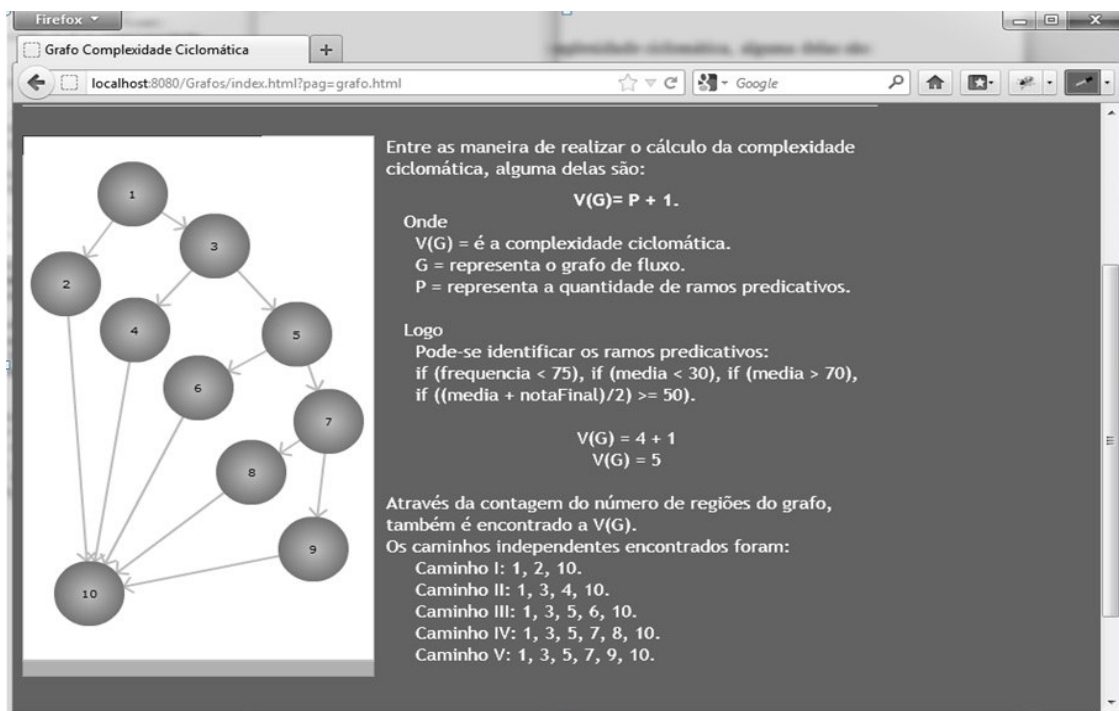 Firefox
Grafo Complexidade Ciclomática
+
localhost:8080/Grafos/index.html?pag=grafo.html
Google
1
3
2
4
5
6
7
8
9
10
Entre as maneira de realizar o cálculo da complexidade
ciclomática, alguma delas são:
V(G)= P + 1.
Onde
V(G) = é a complexidade ciclomática.
G = representa o grafo de fluxo.
P = representa a quantidade de ramos predicativos.
Logo
Pode-se identificar os ramos predicativos:
if (frequencia < 75), if (media < 30), if (media > 70),
if ((media + notaFinal)/2) >= 50).
V(G) = 4 + 1
V(G) = 5
Através da contagem do número de regiões do grafo,
também é encontrado a V(G).
Os caminhos independentes encontrados foram:
Caminho I: 1, 2, 10.
Caminho II: 1, 3, 4, 10.
Caminho III: 1, 3, 5, 6, 10.
Caminho IV: 1, 3, 5, 7, 8, 10.
Caminho V: 1, 3, 5, 7, 9, 10.